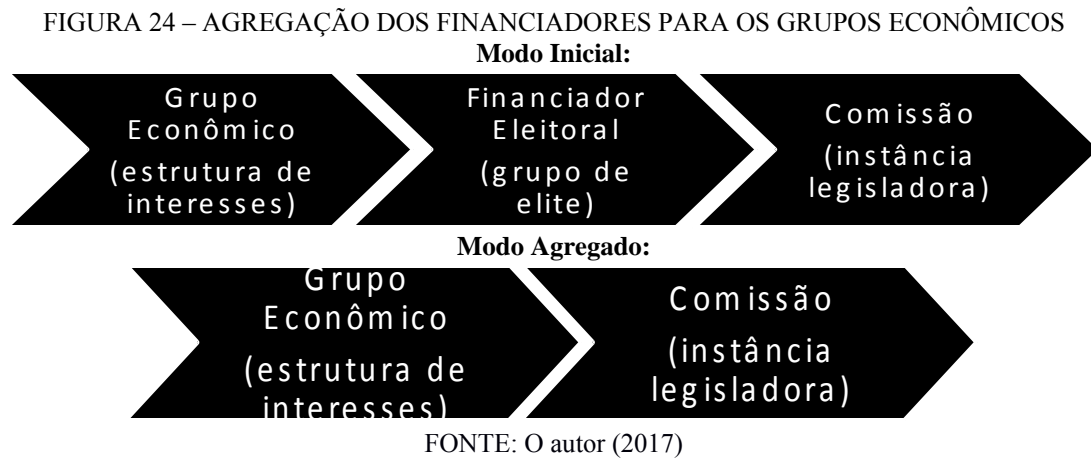 FIGURA 24 – AGREGAÇÃO DOS FINANCIADORES PARA OS GRUPOS ECONÔMICOS
Modo Inicial:
Grupo
Econômico
(estrutura de
interesses)
Financiador
Eleitoral
(grupo de
elite)
Comissão
(instância
legisladora)
Modo Agregado:
Grupo
Econômico
(estrutura de
interesses)
Comissão
(instância
legisladora)
FONTE: O autor (2017)